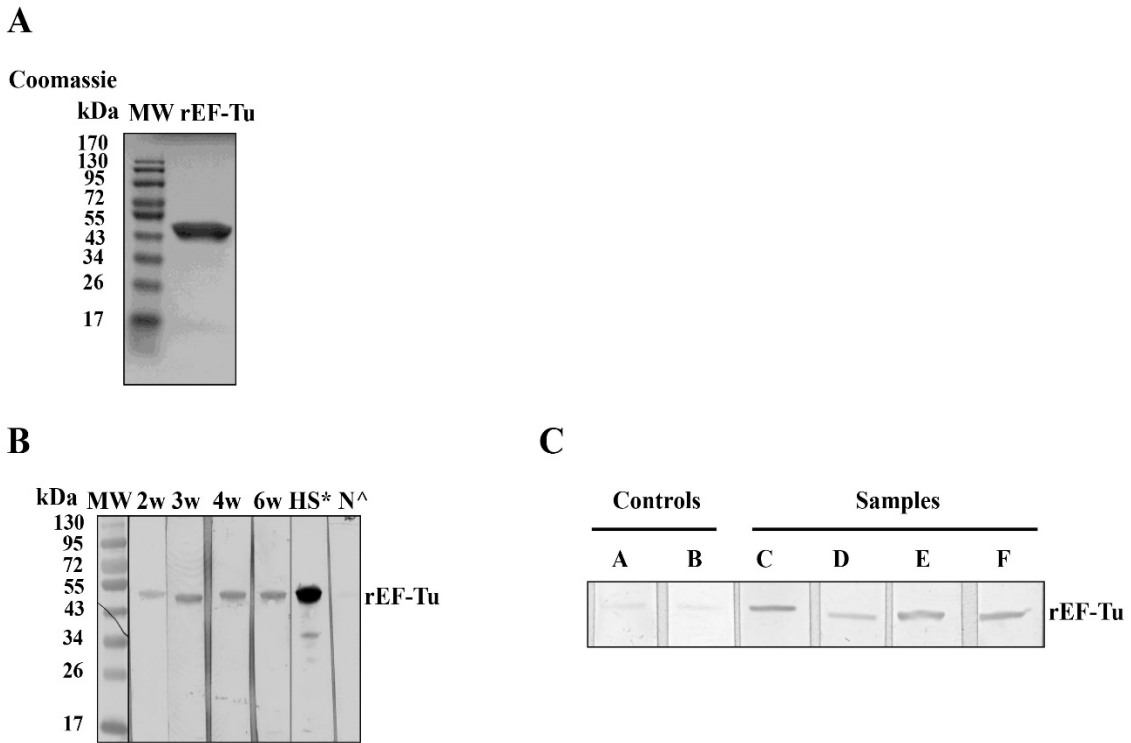 A
Coomassie
kDa MW rEF-Tu
170
130
95
72
55
43
34
26
17
B
kDa MW 2w 3w 4w 6w HS* N^
130
95
72
55
43
34
26
17
rEF-Tu
C
Controls Samples
A B C D E F
rEF-Tu